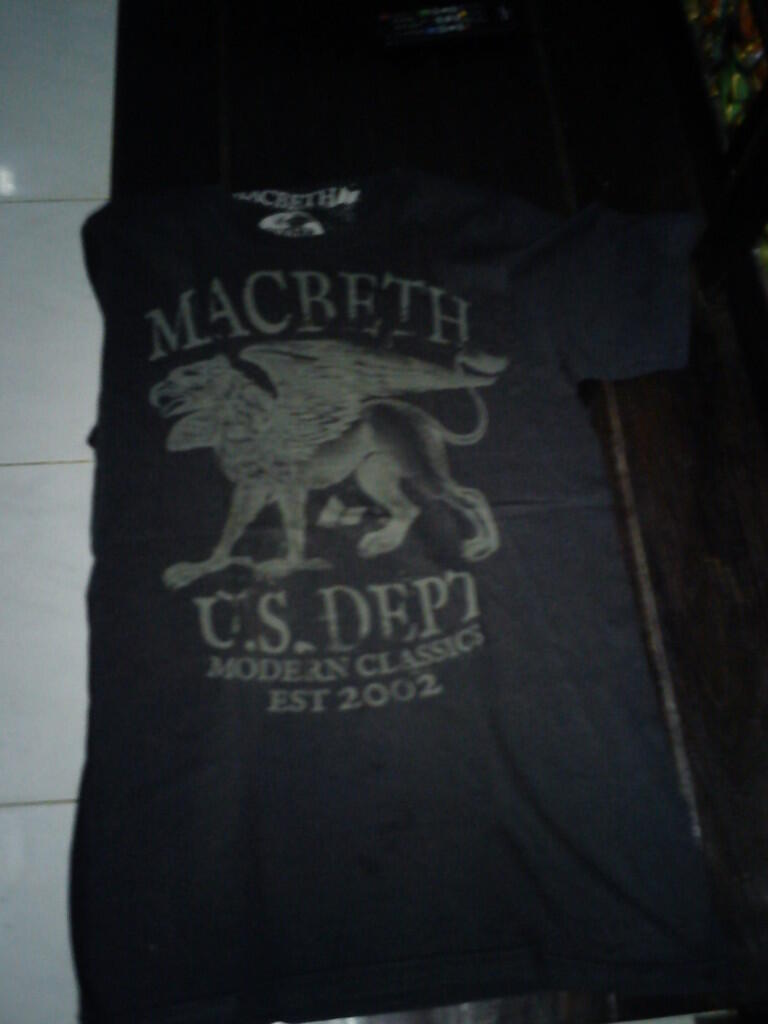 MACBETH
MACBETH
U.S. DEPT
MODERN CLASSICS
EST 2002